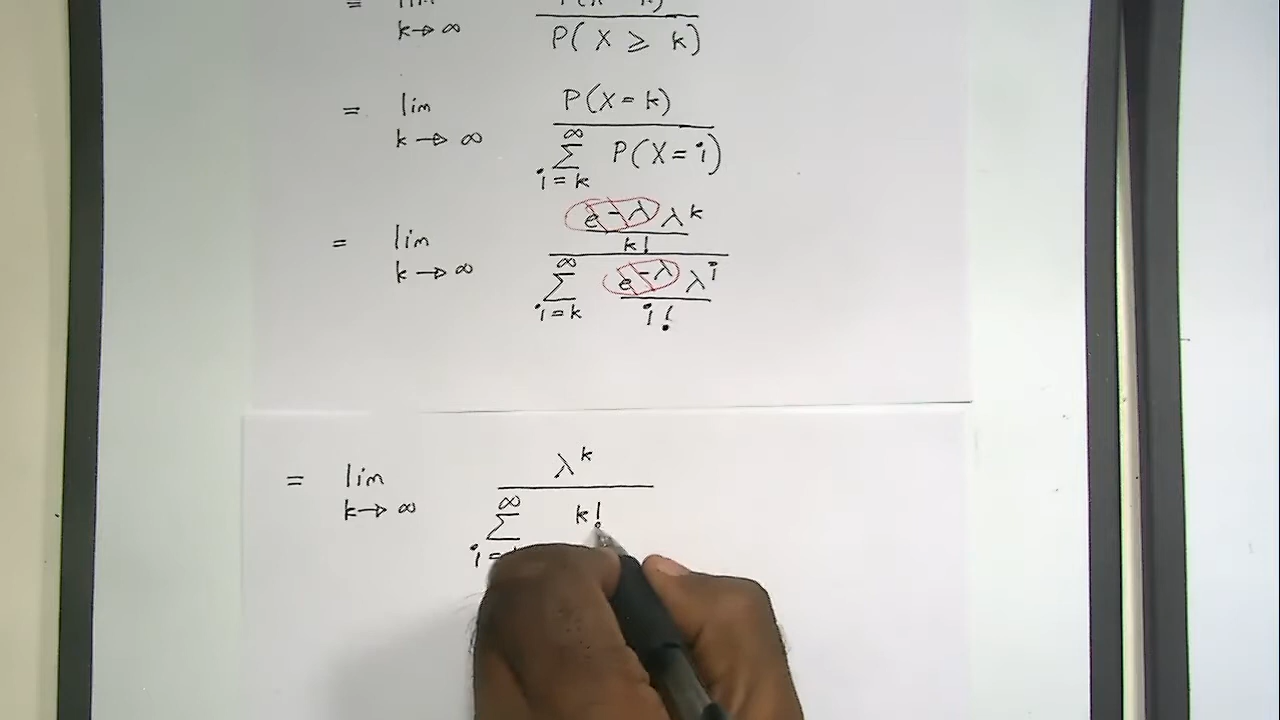 = lim k→∞ P(X = k) / P( X ≥ k)
= lim k→∞ P(X = k) / ∑ i=k ∞ P(X = i)
= lim k→∞ e^-λ λ^k / k! / ∑ i=k ∞ e^-λ λ^i / i!
= lim k→∞ λ^k / ∑ i= ∞ k!